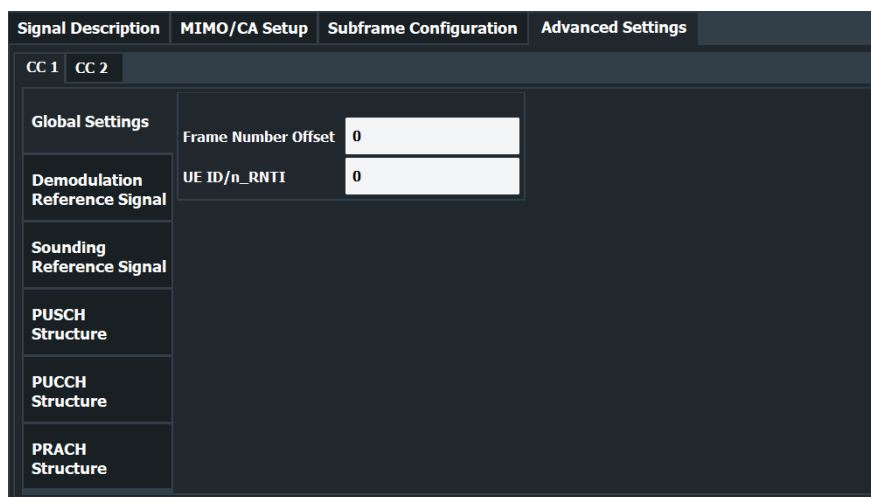 Signal Description MIMO/CA Setup Subframe Configuration Advanced Settings
CC 1 CC 2
Global Settings
Frame Number Offset 0
UE ID/n_RNTI 0
Demodulation
Reference Signal
Sounding
Reference Signal
PUSCH
Structure
PUCCH
Structure
PRACH
Structure